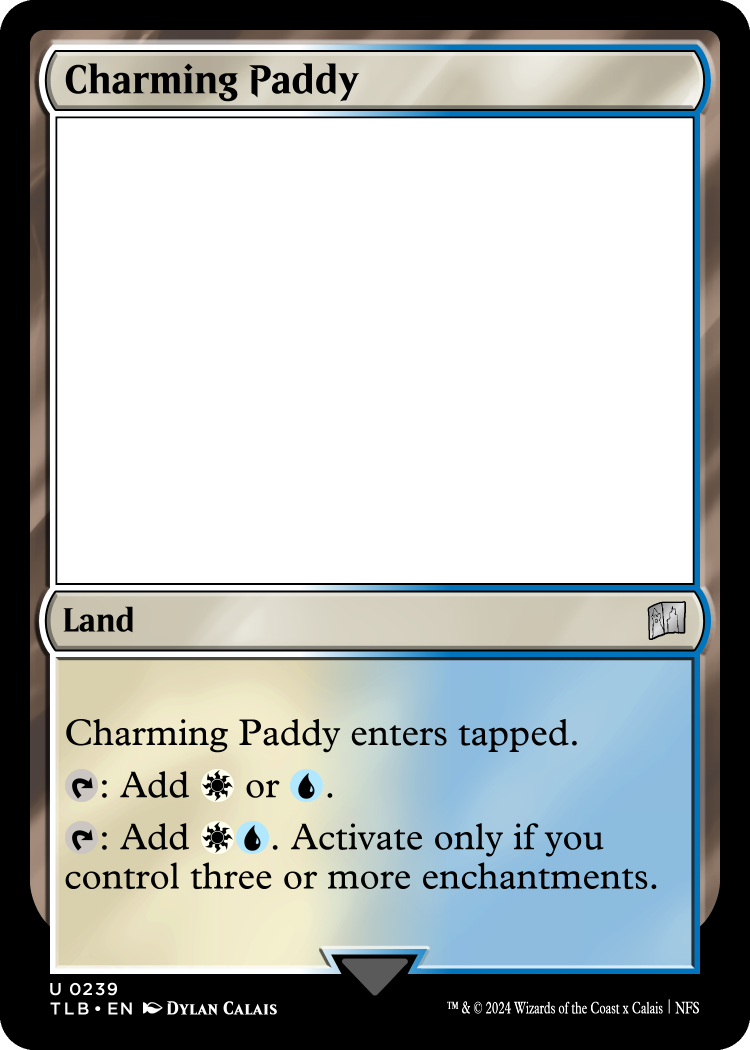 Charming Paddy
Land
Charming Paddy enters tapped.
: Add or .
: Add . Activate only if you
control three or more enchantments.
U 0239
TLB • EN DYLAN CALAIS
™ & © 2024 Wizards of the Coast x Calais | NFS